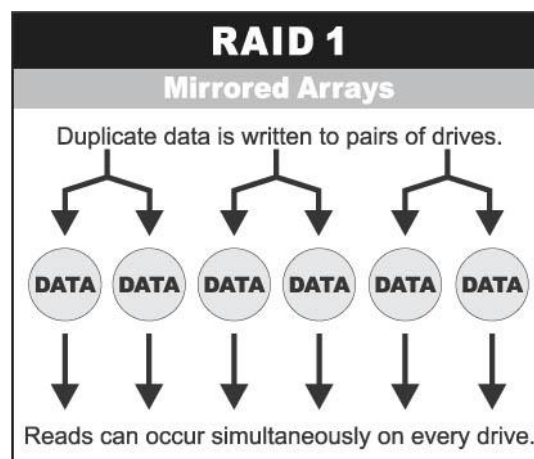 RAID 1
Mirrored Arrays
Duplicate data is written to pairs of drives.
DATA DATA DATA DATA DATA DATA
Reads can occur simultaneously on every drive.